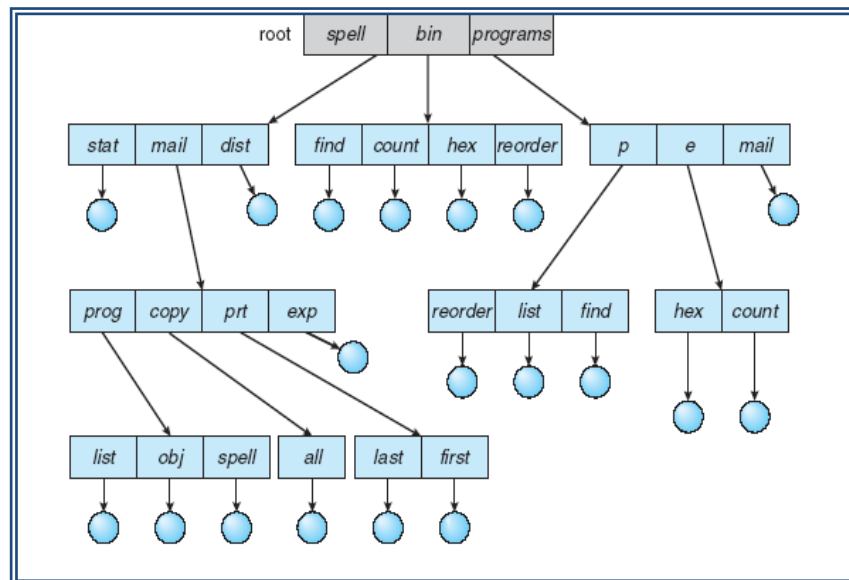 root spell bin programs
stat mail dist find count hex reorder p e mail
prog copy prt exp reorder list find hex count
list obj spell all last first